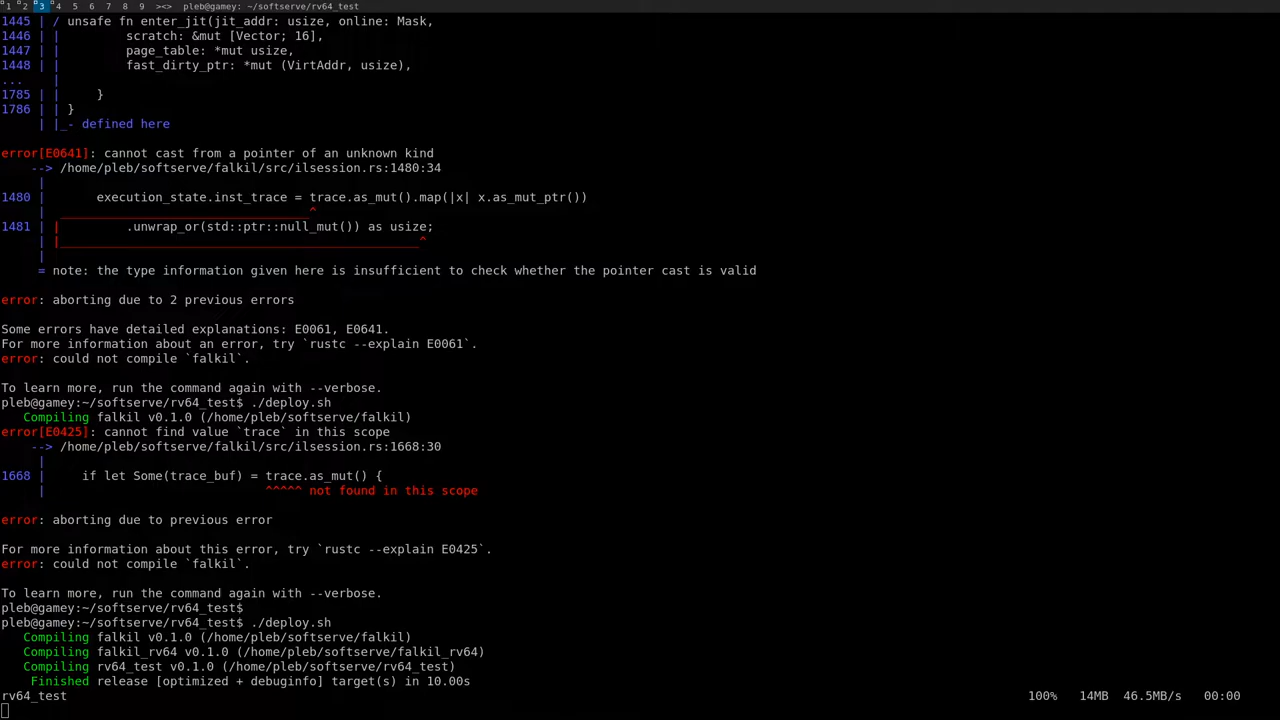 1 2 3 4 5 6 7 8 9 ><> pleb@gamey: ~/softserve/rv64_test
1445 | / unsafe fn enter_jit(jit_addr: usize, online: Mask,
1446 | |         scratch: &mut [Vector; 16],
1447 | |         page_table: *mut usize,
1448 | |         fast_dirty_ptr: *mut (VirtAddr, usize),
...    |
1785 | |     }
1786 | | }
     | |_- defined here
error[E0641]: cannot cast from a pointer of an unknown kind
    --> /home/pleb/softserve/falkil/src/ilsession.rs:1480:34
     |
1480 |       execution_state.inst_trace = trace.as_mut().map(|x| x.as_mut_ptr())
     |  __________________________________^
1481 | |         .unwrap_or(std::ptr::null_mut()) as usize;
     | |_________________________________________________^
     |
     = note: the type information given here is insufficient to check whether the pointer cast is valid
error: aborting due to 2 previous errors
Some errors have detailed explanations: E0061, E0641.
For more information about an error, try `rustc --explain E0061`.
error: could not compile `falkil`.
To learn more, run the command again with --verbose.
pleb@gamey:~/softserve/rv64_test$ ./deploy.sh
   Compiling falkil v0.1.0 (/home/pleb/softserve/falkil)
error[E0425]: cannot find value `trace` in this scope
    --> /home/pleb/softserve/falkil/src/ilsession.rs:1668:30
     |
1668 |     if let Some(trace_buf) = trace.as_mut() {
     |                              ^^^^^ not found in this scope
error: aborting due to previous error
For more information about this error, try `rustc --explain E0425`.
error: could not compile `falkil`.
To learn more, run the command again with --verbose.
pleb@gamey:~/softserve/rv64_test$
pleb@gamey:~/softserve/rv64_test$ ./deploy.sh
   Compiling falkil v0.1.0 (/home/pleb/softserve/falkil)
   Compiling falkil_rv64 v0.1.0 (/home/pleb/softserve/falkil_rv64)
   Compiling rv64_test v0.1.0 (/home/pleb/softserve/rv64_test)
    Finished release [optimized + debuginfo] target(s) in 10.00s
rv64_test 100% 14MB 46.5MB/s 00:00